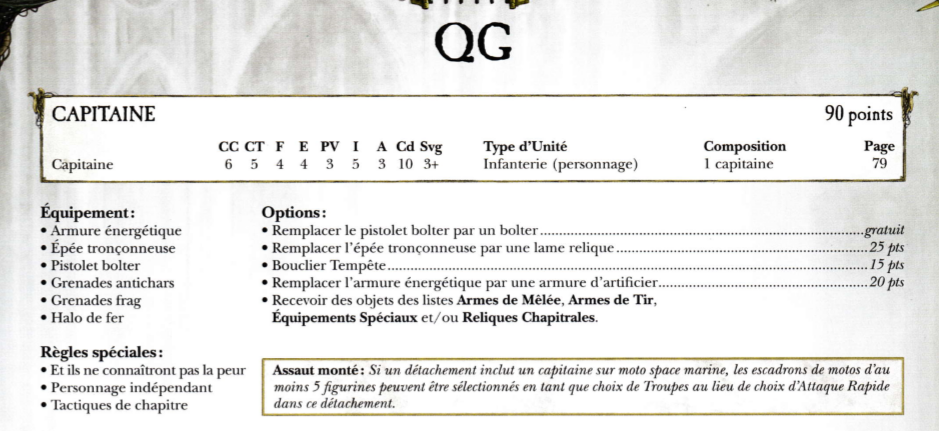 QG
CAPITAINE 90 points
CC CT F E PV I A Cd Svg Type d'Unité Composition Page
Capitaine 6 5 4 4 3 5 3 10 3+ Infanterie (personnage) 1 capitaine 79
Équipement:
• Armure énergétique
• Épée tronçonneuse
• Pistolet bolter
• Grenades antichars
• Grenades frag
• Halo de fer
Règles spéciales:
• Et ils ne connaîtront pas la peur
• Personnage indépendant
• Tactiques de chapitre
Options:
• Remplacer le pistolet bolter par un bolter....gratuit
• Remplacer l'épée tronçonneuse par une lame relique....25 pts
• Bouclier Tempête....15 pts
• Remplacer l'armure énergétique par une armure d'artificier....20 pts
• Recevoir des objets des listes Armes de Mêlée, Armes de Tir,
Équipements Spéciaux et/ou Reliques Chapitrales.
Assaut monté: Si un détachement inclut un capitaine sur moto space marine, les escadrons de motos d'au
moins 5 figurines peuvent être sélectionnés en tant que choix de Troupes au lieu de choix d'Attaque Rapide
dans ce détachement.